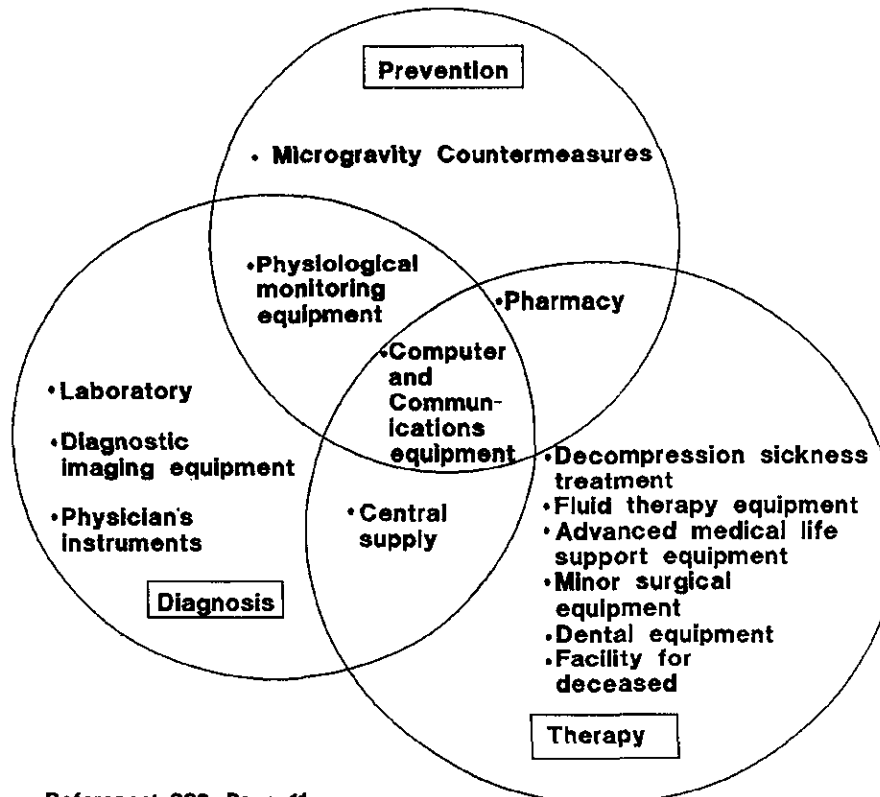 Prevention
• Microgravity Countermeasures
•Physiological
monitoring
equipment
•Pharmacy
•Computer
and
Commun-
ications
equipment
•Laboratory
•Diagnostic
imaging equipment
•Physician's
instruments
•Central
supply
Diagnosis
•Decompression sickness
treatment
•Fluid therapy equipment
•Advanced medical life
support equipment
•Minor surgical
equipment
•Dental equipment
•Facility for
deceased
Therapy